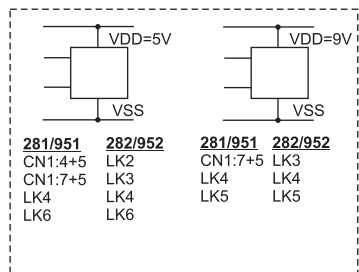 VDD=5V VDD=9V
VSS VSS
281/951 282/952 281/951 282/952
CN1:4+5 LK2 CN1:7+5 LK3
CN1:7+5 LK3 LK4 LK4
LK4 LK4 LK5 LK5
LK6 LK6